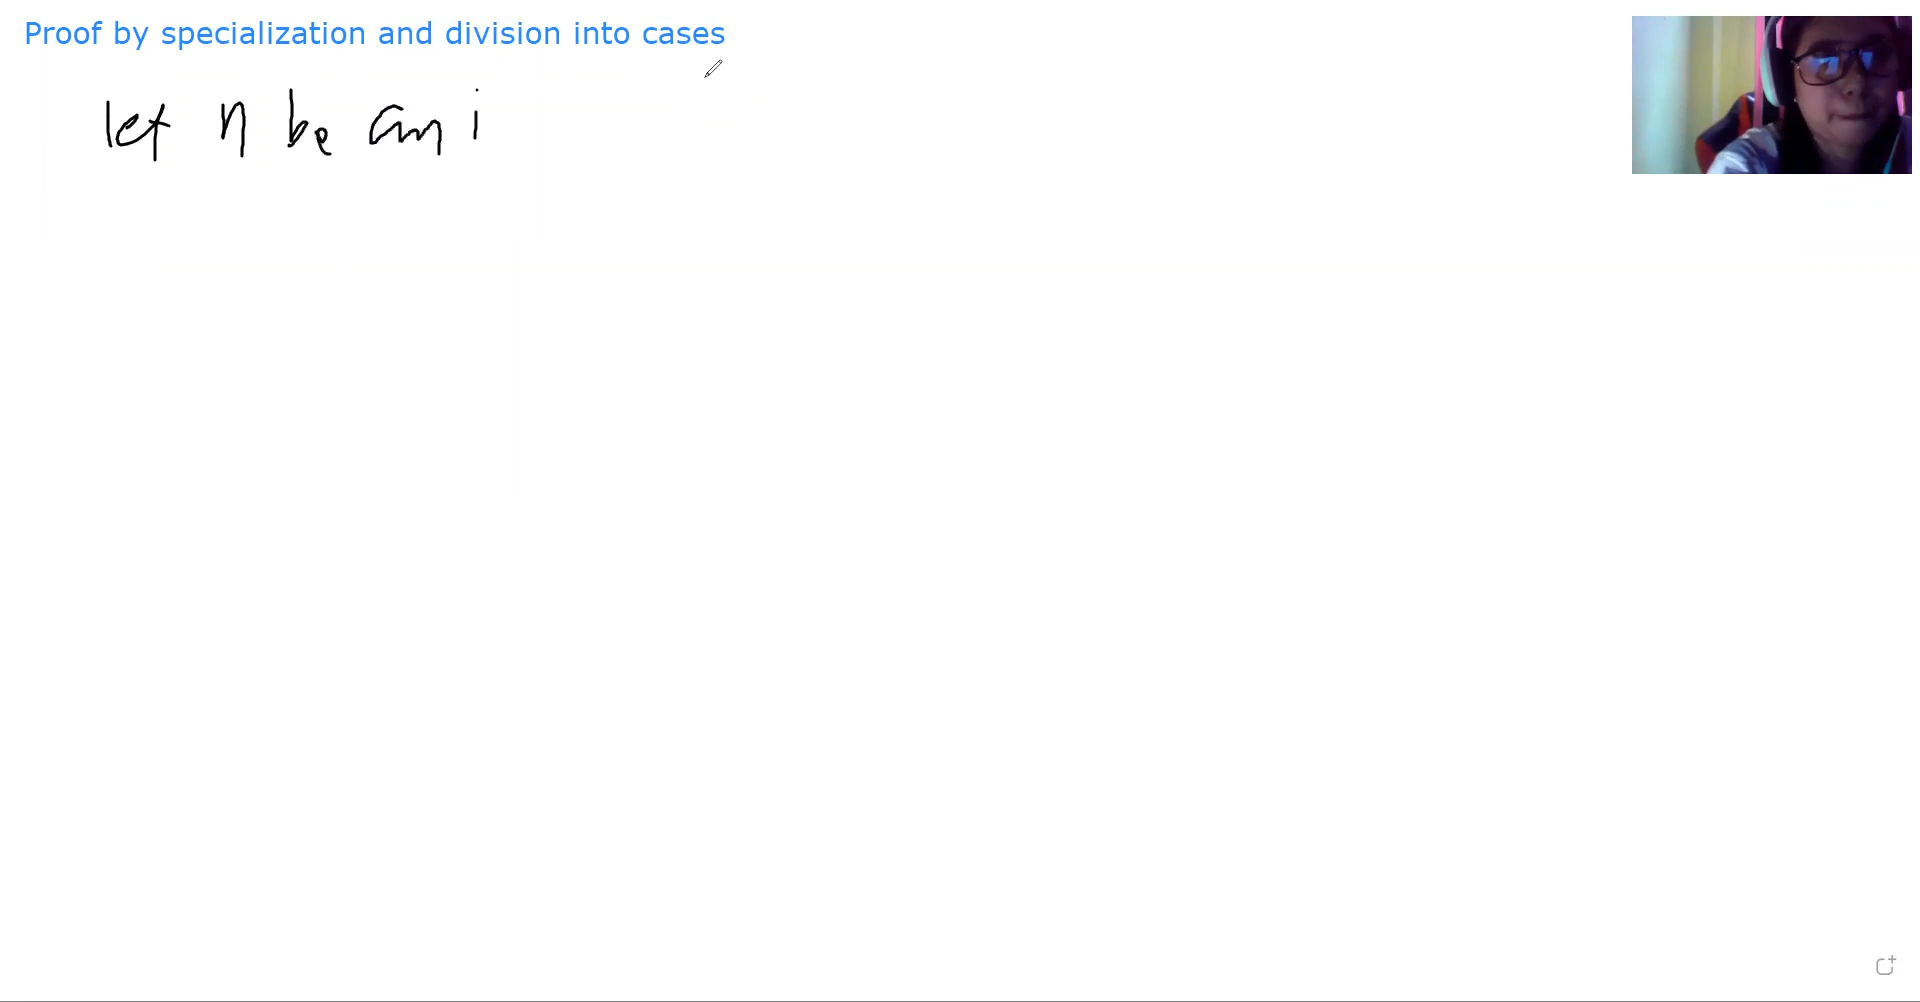 Proof by specialization and division into cases
let n be an i